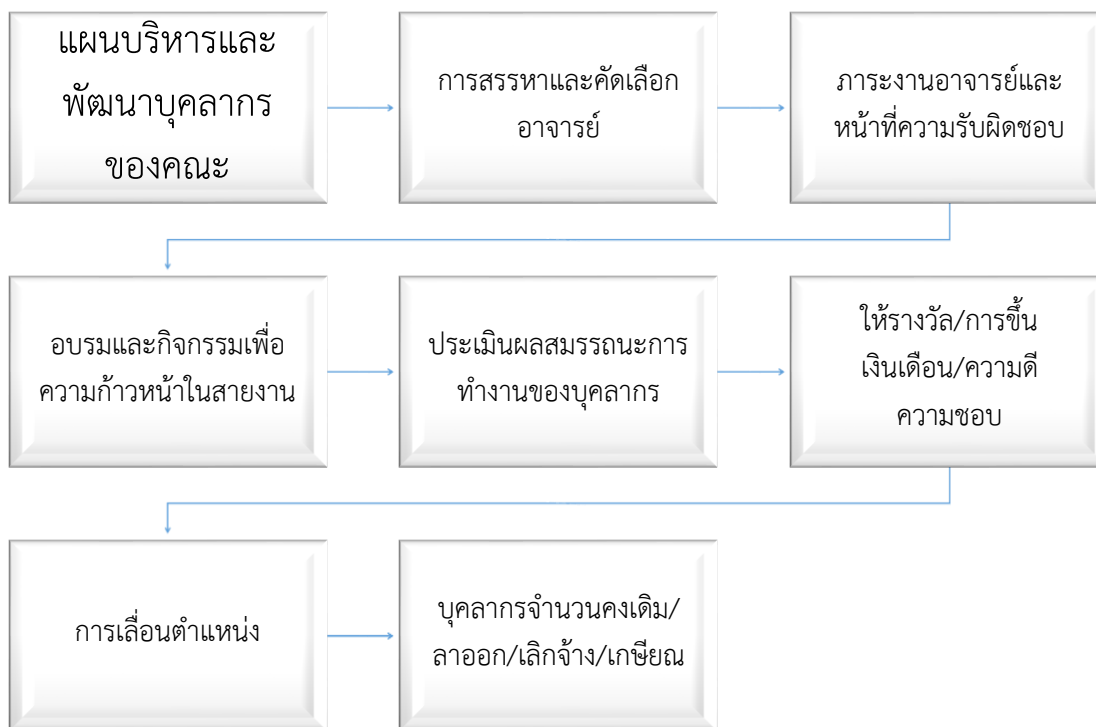 แผนบริหารและ
พัฒนาบุคลากร
ของคณะ
การสรรหาและคัดเลือก
อาจารย์
ภาระงานอาจารย์และ
หน้าที่ความรับผิดชอบ
อบรมและกิจกรรมเพื่อ
ความก้าวหน้าในสายงาน
ประเมินผลสมรรถนะการ
ทำงานของบุคลากร
ให้รางวัล/การขึ้น
เงินเดือน/ความดี
ความชอบ
การเลื่อนตำแหน่ง
บุคลากรจำนวนคงเดิม/
ลาออก/เลิกจ้าง/เกษียณ